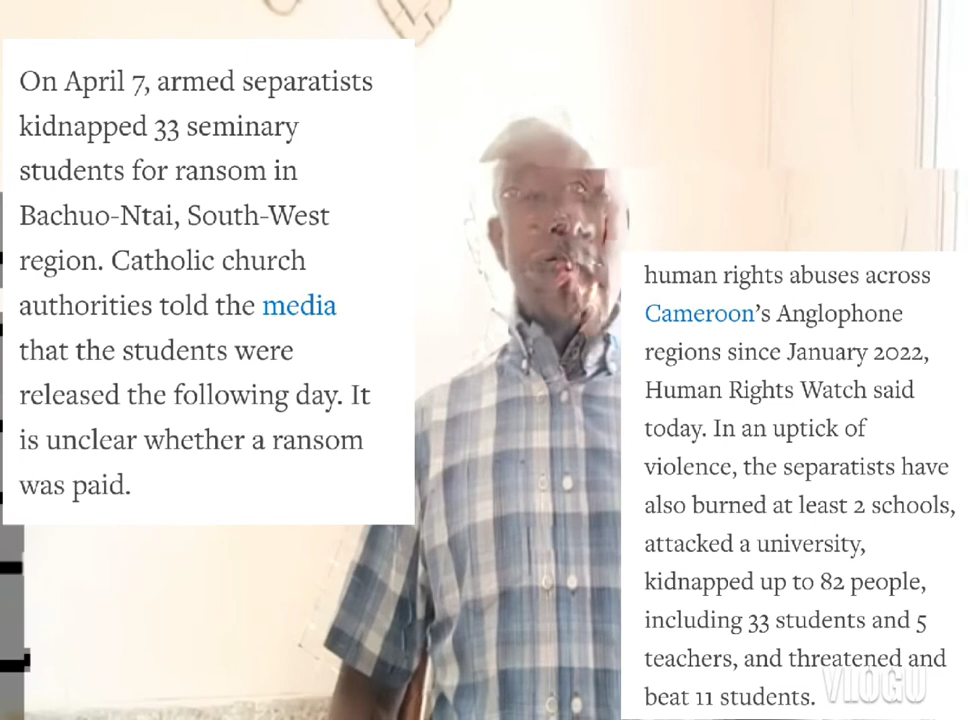 On April 7, armed separatists
kidnapped 33 seminary
students for ransom in
Bachuo-Ntai, South-West
region. Catholic church
authorities told the media
that the students were
released the following day. It
is unclear whether a ransom
was paid.
human rights abuses across
Cameroon's Anglophone
regions since January 2022,
Human Rights Watch said
today. In an uptick of
violence, the separatists have
also burned at least 2 schools,
attacked a university,
kidnapped up to 82 people,
including 33 students and 5
teachers, and threatened and
beat 11 students.
VLOGU